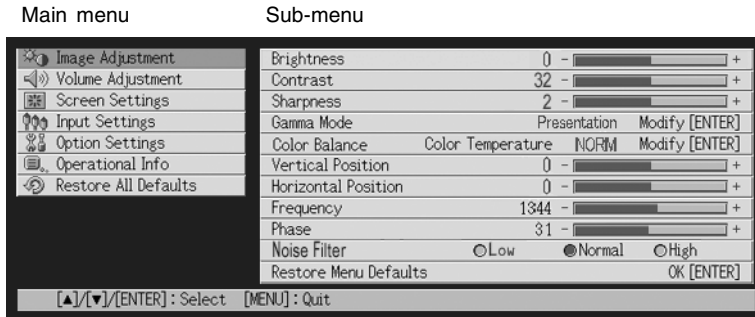 Main menu
Sub-menu
Image Adjustment
Volume Adjustment
Screen Settings
Input Settings
Option Settings
Operational Info
Restore All Defaults
Brightness 0 - +
Contrast 32 - +
Sharpness 2 - +
Gamma Mode Presentation Modify [ENTER]
Color Balance Color Temperature NORM Modify [ENTER]
Vertical Position 0 - +
Horizontal Position 0 - +
Frequency 1344 - +
Phase 31 - +
Noise Filter Low Normal High
Restore Menu Defaults OK [ENTER]
[▲]/[▼]/[ENTER] : Select [MENU] : Quit